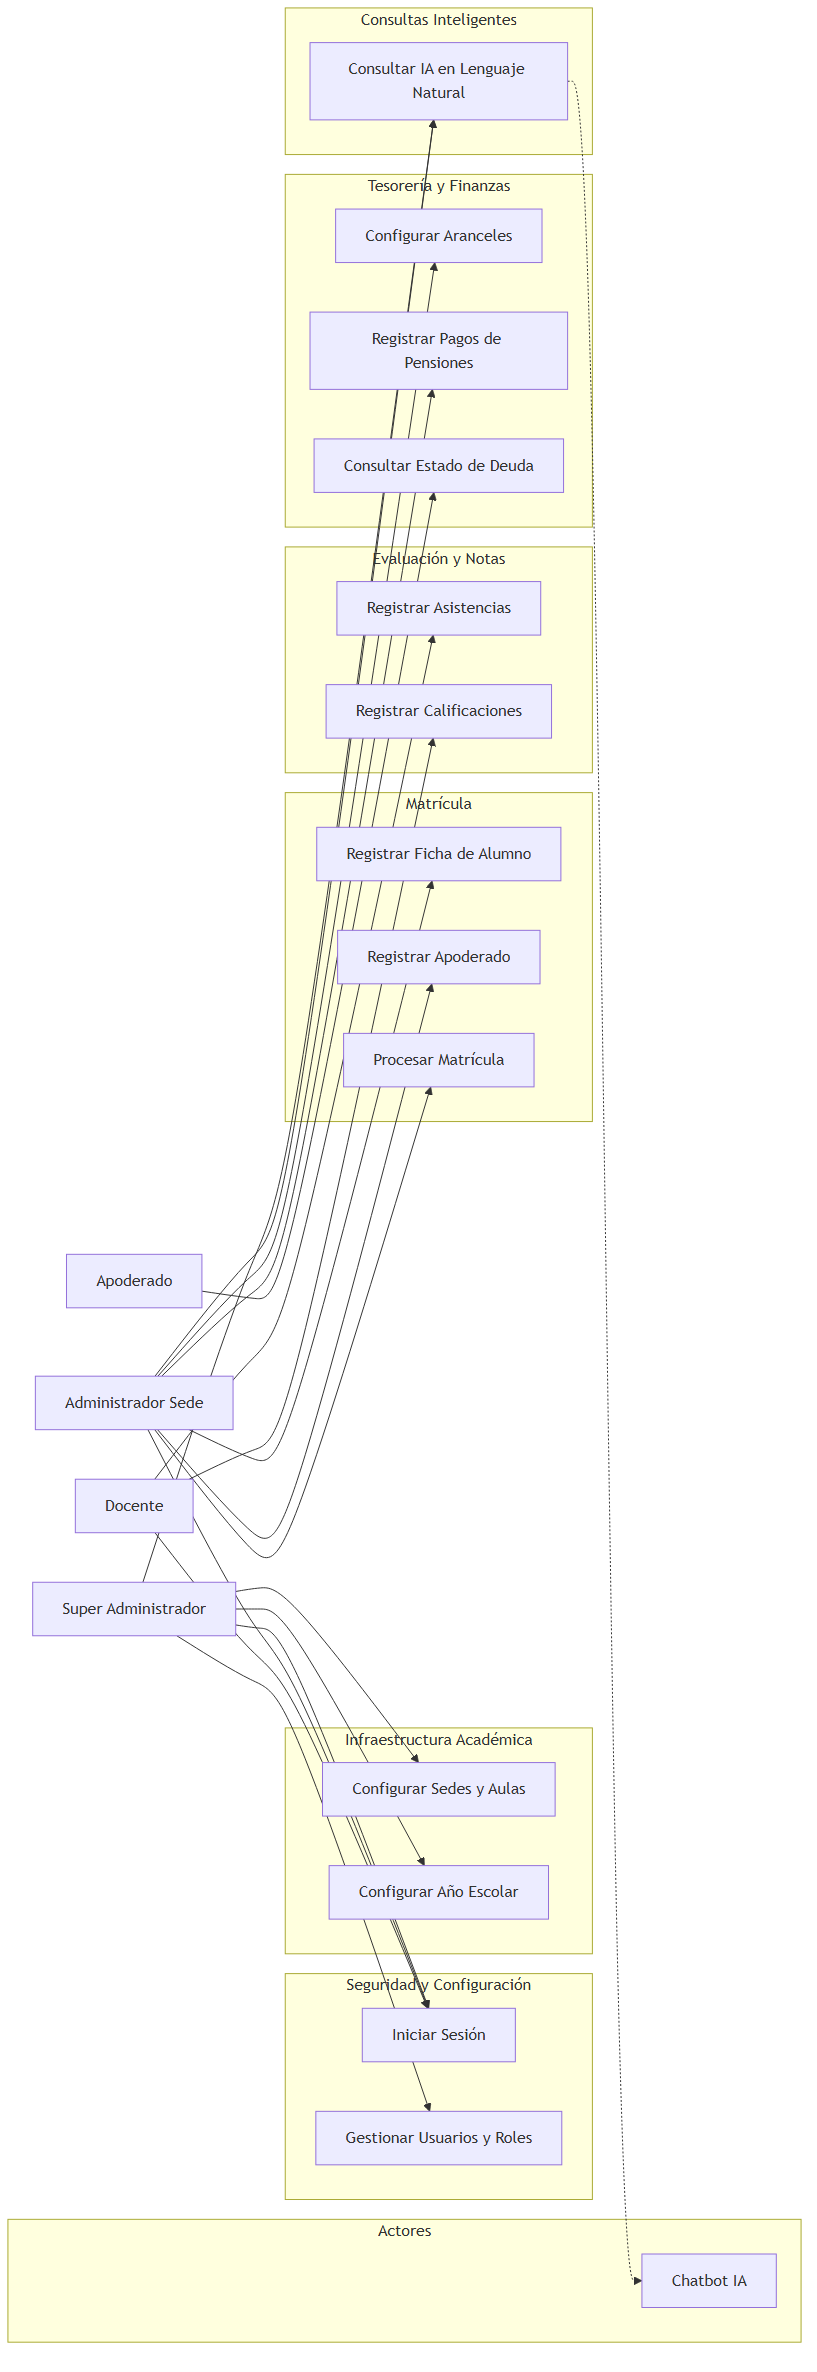 Consultas Inteligentes
Consultar IA en Lenguaje
Natural
Tesorería y Finanzas
Configurar Aranceles
Registrar Pagos de
Pensiones
Consultar Estado de Deuda
Evaluación y Notas
Registrar Asistencias
Registrar Calificaciones
Matrícula
Registrar Ficha de Alumno
Registrar Apoderado
Procesar Matrícula
Apoderado
Administrador Sede
Docente
Super Administrador
Infraestructura Académica
Configurar Sedes y Aulas
Configurar Año Escolar
Seguridad y Configuración
Iniciar Sesión
Gestionar Usuarios y Roles
Actores
Chatbot IA